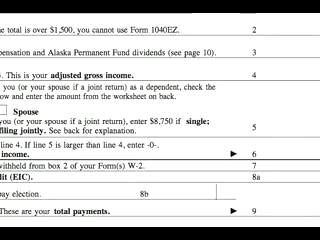 ne total is over $1,500, you cannot use Form 1040EZ. 2
pensation and Alaska Permanent Fund dividends (see page 10). 3
. This is your adjusted gross income. 4
you (or your spouse if a joint return) as a dependent, check the
ow and enter the amount from the worksheet on back.
Spouse
you (or your spouse if a joint return), enter $8,750 if single;
filing jointly. See back for explanation. 5
line 4. If line 5 is larger than line 4, enter -0-.
income. 6
withheld from box 2 of your Form(s) W-2. 7
dit (EIC). 8a
pay election. 8b
These are your total payments. 9